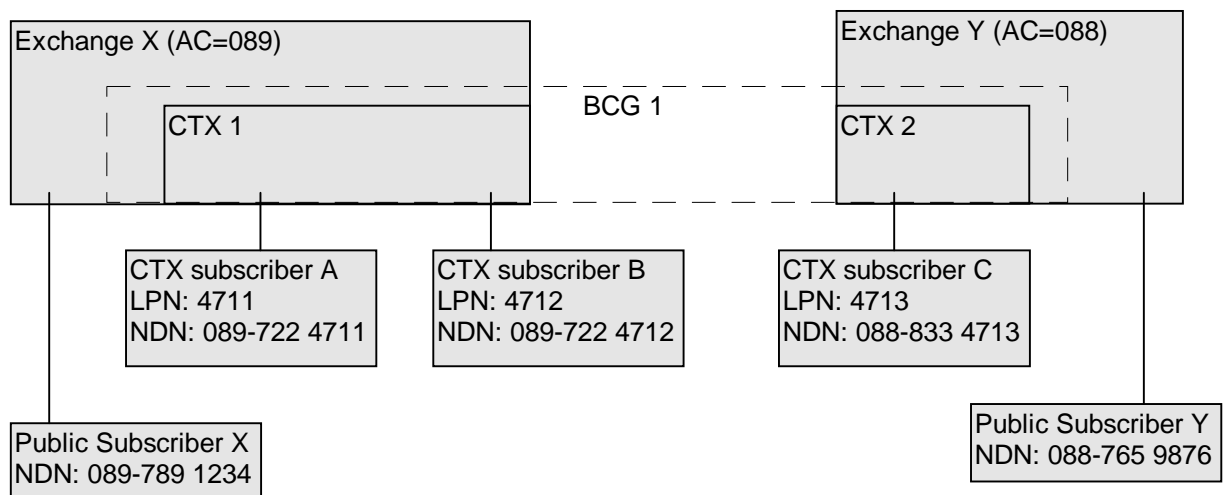 Exchange X (AC=089)
Exchange Y (AC=088)
BCG 1
CTX 1
CTX 2
CTX subscriber A
LPN: 4711
NDN: 089-722 4711
CTX subscriber B
LPN: 4712
NDN: 089-722 4712
CTX subscriber C
LPN: 4713
NDN: 088-833 4713
Public Subscriber X
NDN: 089-789 1234
Public Subscriber Y
NDN: 088-765 9876